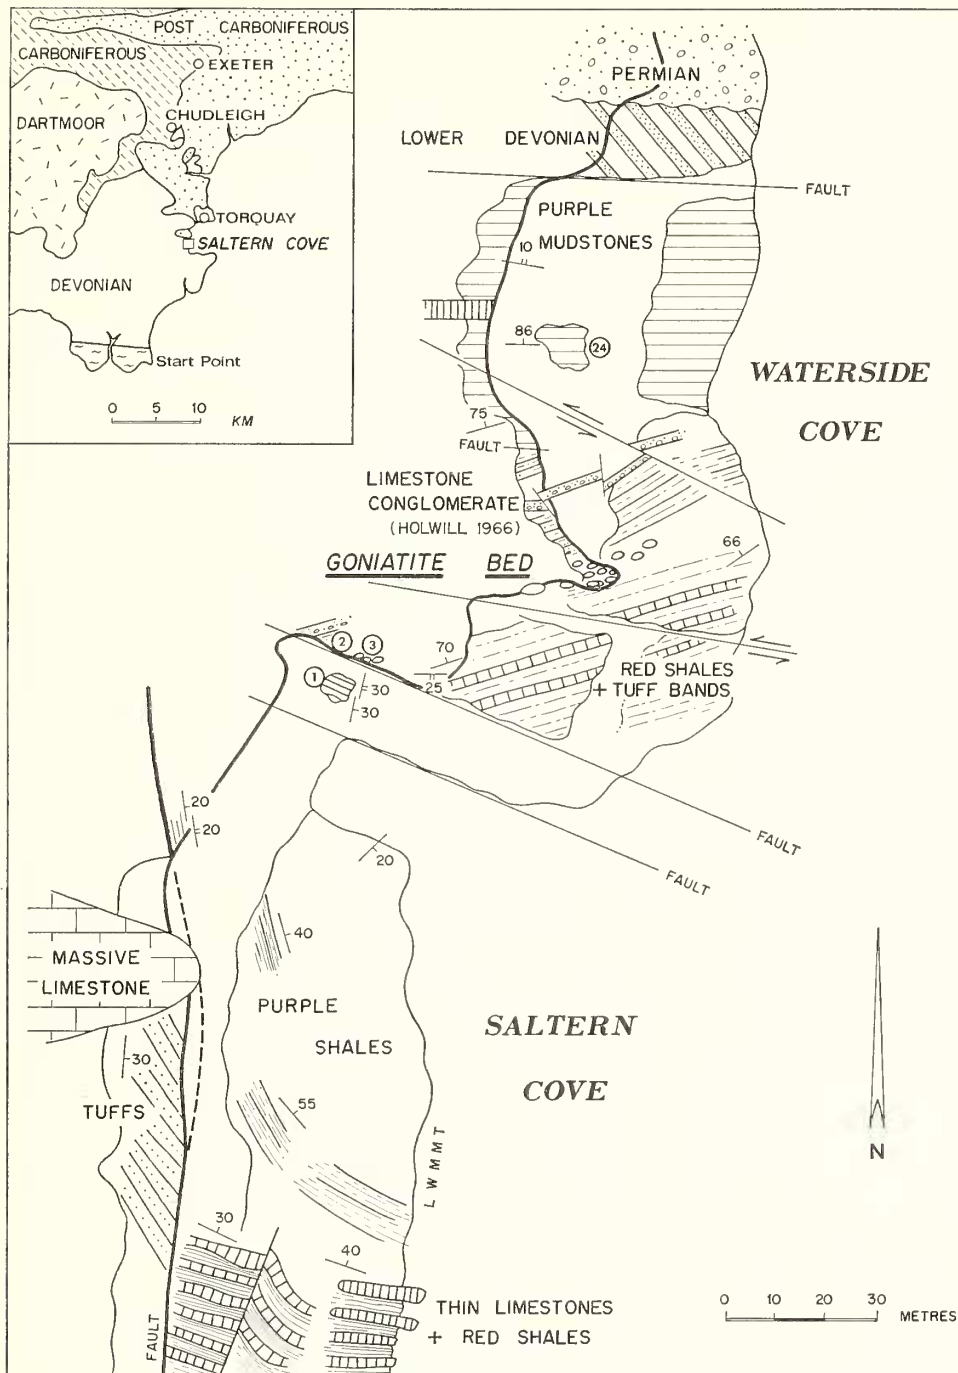 POST CARBONIFEROUS
CARBONIFEROUS
EXETER
DARTMOOR
CHUDLEIGH
TORQUAY
SALTERN COVE
DEVONIAN
Start Point
0 5 10
KM
PERMIAN
LOWER DEVONIAN
FAULT
PURPLE
MUDSTONES
10
86
24
WATERSIDE
COVE
75
FAULT
LIMESTONE
CONGLOMERATE
(HOLWILL 1966)
66
GONIATITE BED
2 3
1
70
25
30
30
RED SHALES
+ TUFF BANDS
20
20
FAULT
20
FAULT
40
MASSIVE
LIMESTONE
PURPLE
SHALES
SALTERN
COVE
30
55
TUFFS
LWMMT
N
30
40
THIN LIMESTONES
+ RED SHALES
0 10 20 30
METRES
FAULT